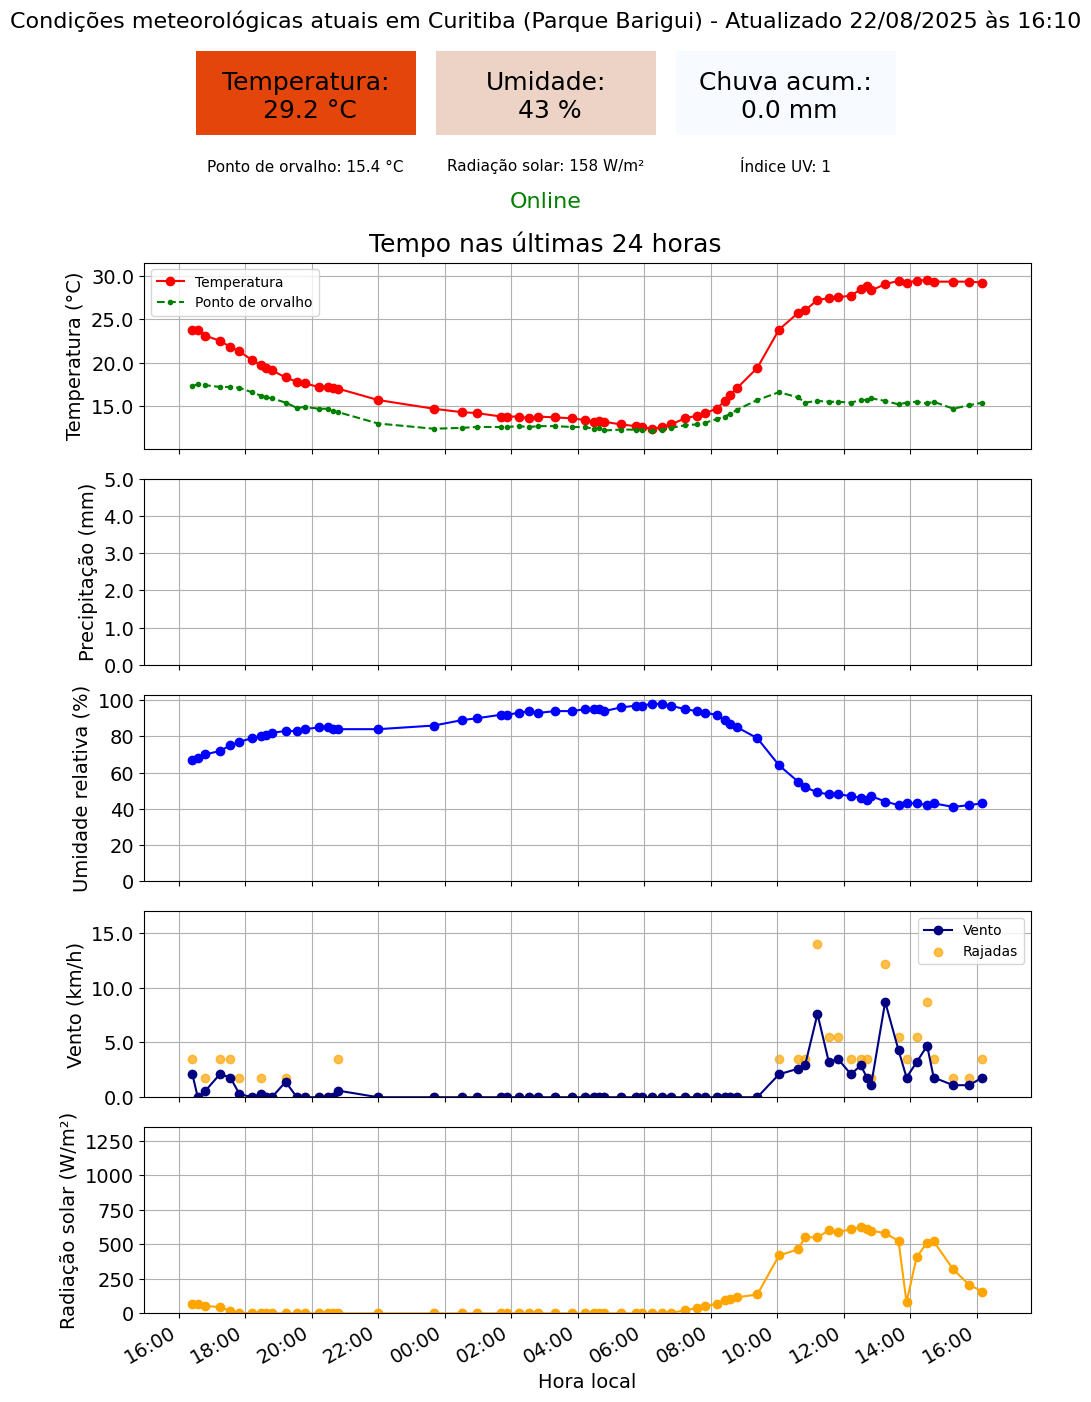 Condições meteorológicas atuais em Curitiba (Parque Barigui) - Atualizado 22/08/2025 às 16:10
Temperatura:
29.2 °C
Umidade:
43 %
Chuva acum.:
0.0 mm
Ponto de orvalho: 15.4 °C
Radiação solar: 158 W/m²
Índice UV: 1
Online
Tempo nas últimas 24 horas
Temperatura (°C)
30.0
25.0
20.0
15.0
Temperatura
Ponto de orvalho
Precipitação (mm)
5.0
4.0
3.0
2.0
1.0
0.0
Umidade relativa (%)
100
80
60
40
20
0
Vento (km/h)
15.0
10.0
5.0
0.0
Vento
Rajadas
Radiação solar (W/m²)
1250
1000
750
500
250
0
16:00
18:00
20:00
22:00
00:00
02:00
04:00
06:00
08:00
10:00
12:00
14:00
16:00
Hora local